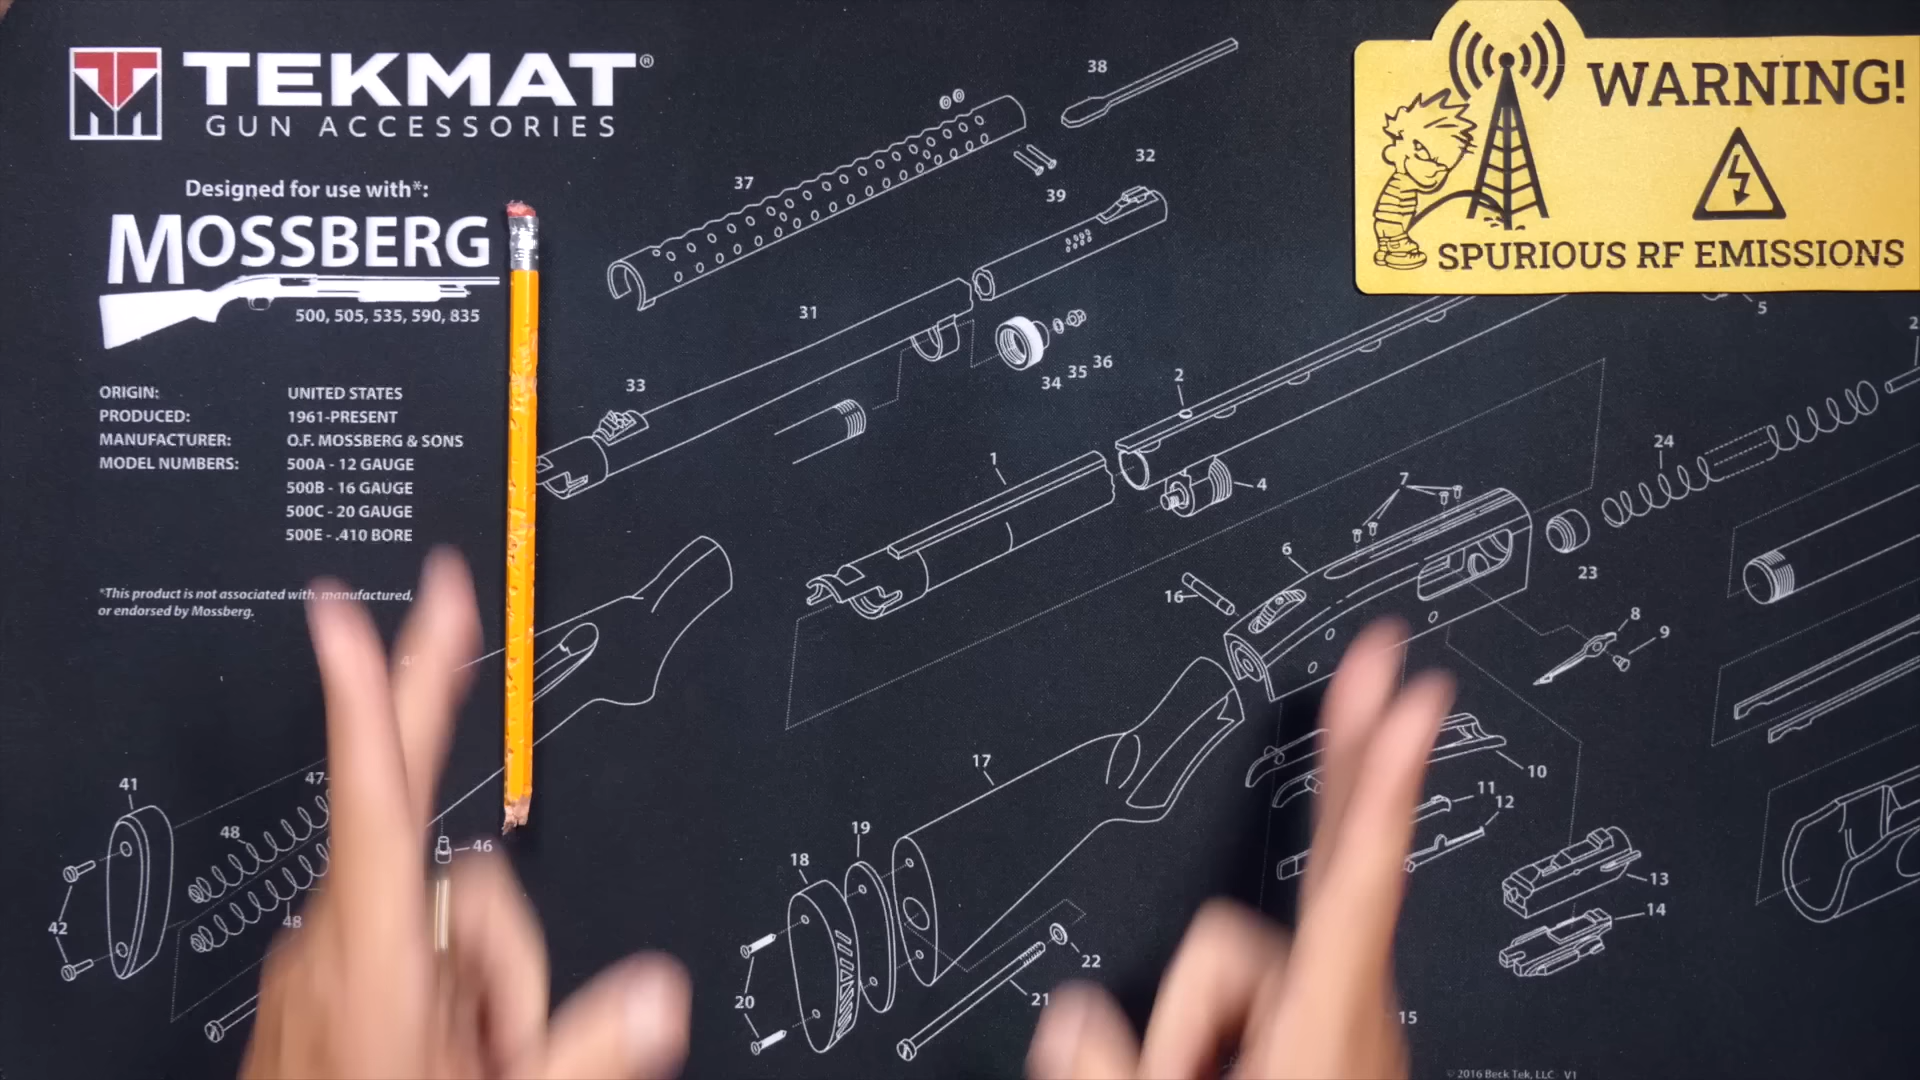 TEKMAT®
GUN ACCESSORIES
Designed for use with*:
MOSSBERG
500, 505, 535, 590, 835
ORIGIN: UNITED STATES
PRODUCED: 1961-PRESENT
MANUFACTURER: O.F. MOSSBERG & SONS
MODEL NUMBERS: 500A - 12 GAUGE
500B - 16 GAUGE
500C - 20 GAUGE
500E - .410 BORE
*This product is not associated with, manufactured,
or endorsed by Mossberg.
WARNING!
SPURIOUS RF EMISSIONS
38
32
37
39
31
5
36
35
34
33
2
24
1
7
4
6
23
16
8
9
17
10
41
47
11
12
48
19
46
18
13
14
42
48
22
20
21
15
© 2016 Beck Tek, LLC - V1